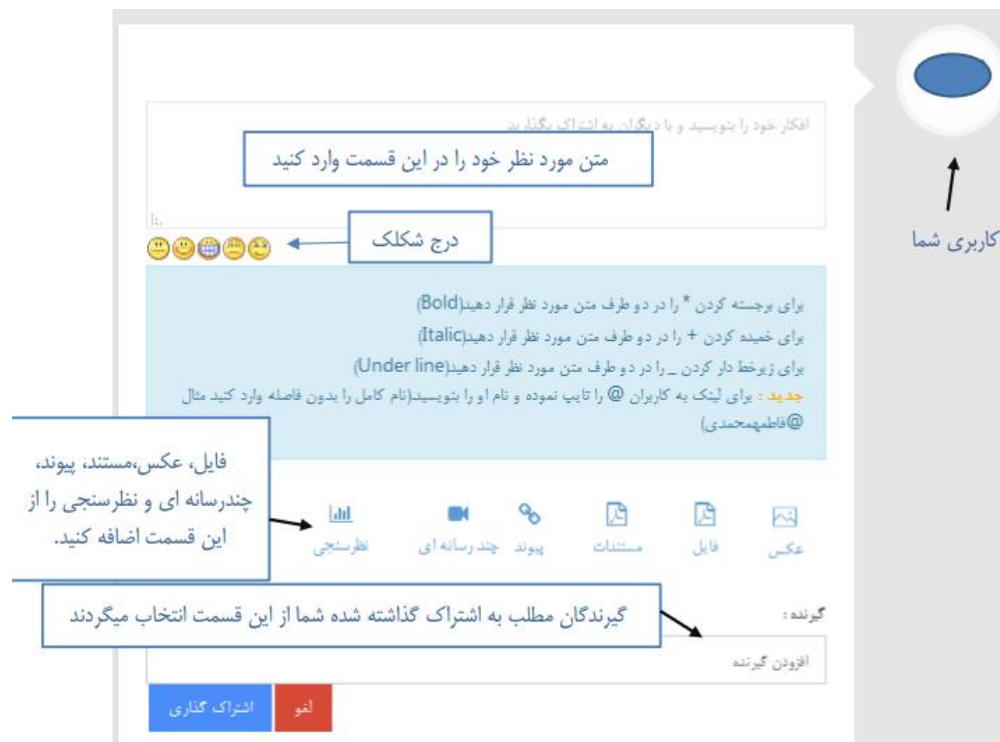 افکار خود را بنویسید و با دیگران به اشتراک بگذارید
متن مورد نظر خود را در این قسمت وارد کنید
کاربری شما
درج شکلک
برای برجسته کردن * را در دو طرف متن مورد نظر قرار دهید(Bold)
برای خمیده کردن + را در دو طرف متن مورد نظر قرار دهید(Italic)
برای زیرخط دار کردن _ را در دو طرف متن مورد نظر قرار دهید(Under line)
جدید : برای لینک به کاربران @ را تایپ نموده و نام او را بنویسید(نام کامل را بدون فاصله وارد کنید مثال
@فاطمهمحمدی)
فایل، عکس،مستند، پیوند،
چندرسانه ای و نظرسنجی را از
این قسمت اضافه کنید.
عکس فایل مستندات پیوند چند رسانه ای نظرسنجی
گیرنده :
گیرندگان مطلب به اشتراک گذاشته شده شما از این قسمت انتخاب میگردند
افزودن گیرنده
لغو اشتراک گذاری